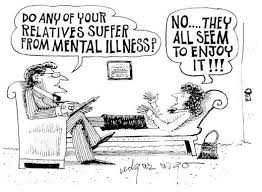 DO ANY OF YOUR
RELATIVES SUFFER
FROM MENTAL ILLNESS?
NO....THEY
ALL SEEM
TO ENJOY
IT!!!